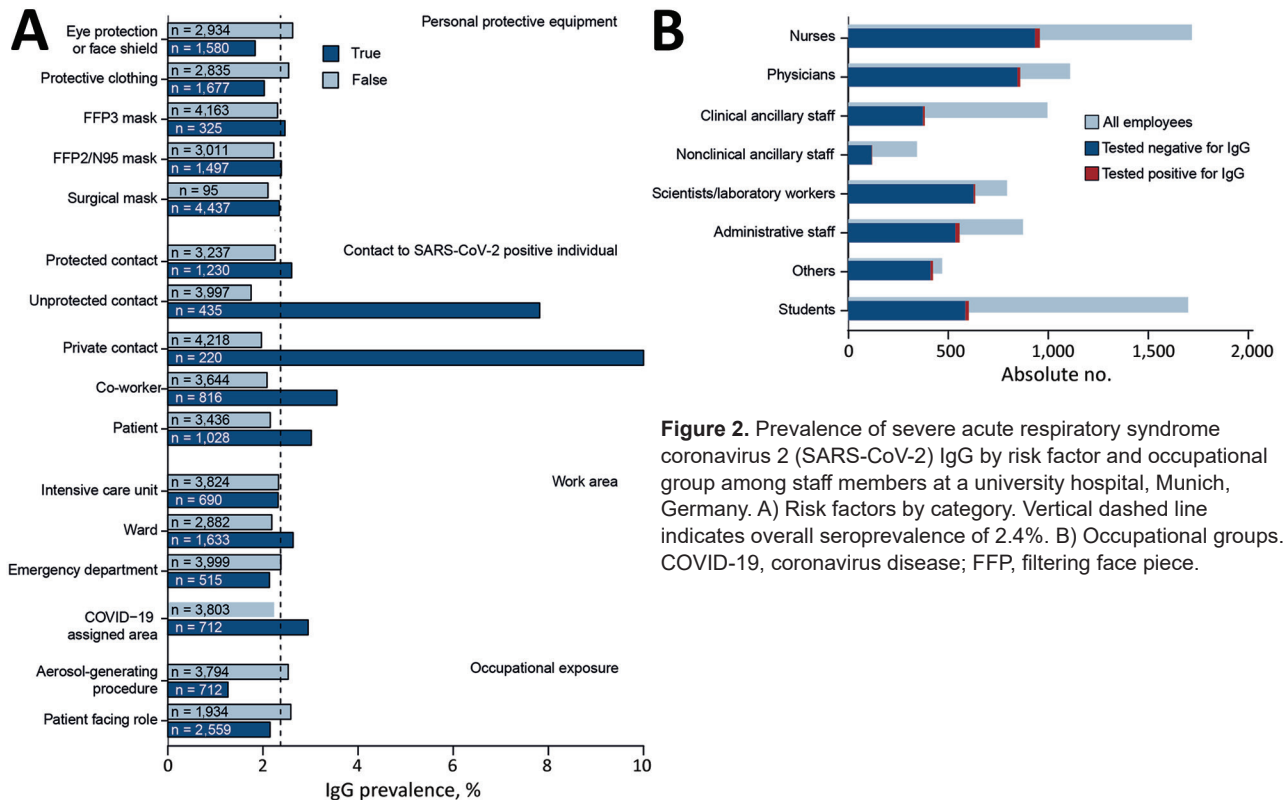 A
Personal protective equipment
True
False
Eye protection
or face shield
n = 2,934
n = 1,580
Protective clothing
n = 2,835
n = 1,677
FFP3 mask
n = 4,163
n = 325
FFP2/N95 mask
n = 3,011
n = 1,497
Surgical mask
n = 95
n = 4,437
Contact to SARS-CoV-2 positive individual
Protected contact
n = 3,237
n = 1,230
Unprotected contact
n = 3,997
n = 435
Private contact
n = 4,218
n = 220
Co-worker
n = 3,644
n = 816
Patient
n = 3,436
n = 1,028
Work area
Intensive care unit
n = 3,824
n = 690
Ward
n = 2,882
n = 1,633
Emergency department
n = 3,999
n = 515
COVID−19
assigned area
n = 3,803
n = 712
Occupational exposure
Aerosol-generating
procedure
n = 3,794
n = 712
Patient facing role
n = 1,934
n = 2,559
0 2 4 6 8 10
IgG prevalence, %
B
Nurses
Physicians
Clinical ancillary staff
Nonclinical ancillary staff
Scientists/laboratory workers
Administrative staff
Others
Students
All employees
Tested negative for IgG
Tested positive for IgG
0 500 1,000 1,500 2,000
Absolute no.
Figure 2. Prevalence of severe acute respiratory syndrome
coronavirus 2 (SARS-CoV-2) IgG by risk factor and occupational
group among staff members at a university hospital, Munich,
Germany. A) Risk factors by category. Vertical dashed line
indicates overall seroprevalence of 2.4%. B) Occupational groups.
COVID-19, coronavirus disease; FFP, filtering face piece.